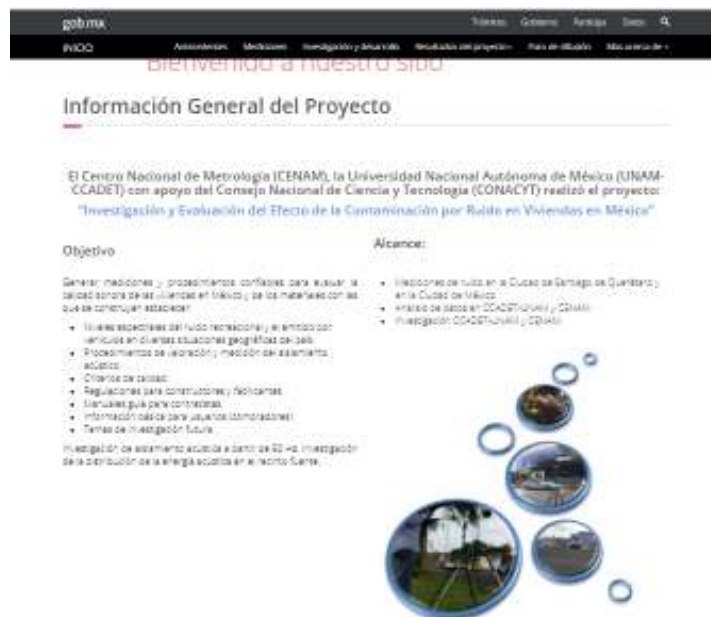 gob.mx
Trámites Gobierno Participa Datos
INICIO Antecedentes Mediciones Investigación y desarrollo Resultados del proyecto Foro de difusión Más acerca de
Bienvenido a nuestro sitio
Información General del Proyecto
El Centro Nacional de Metrología (CENAM), la Universidad Nacional Autónoma de México (UNAM-
CCADET) con apoyo del Consejo Nacional de Ciencia y Tecnología (CONACYT) realizó el proyecto:
"Investigación y Evaluación del Efecto de la Contaminación por Ruido en Viviendas en México"
Objetivo
Generar mediciones y procedimientos confiables para evaluar la
calidad sonora de las viviendas en México y de los materiales con las
que se construyen establecer:
Niveles espectrales del ruido recreacional y el emitido por
vehículos en diversas situaciones geográficas del país
Procedimientos de valoración y medición del aislamiento
acústico
Criterios de calidad
Regulaciones para constructores y fabricantes
Manuales guía para contratistas
Información básica para usuarios (compradores)
Temas de investigación futura
Investigación de aislamiento acústico a partir de 50 Hz. Investigación
de la distribución de la energía acústica en el recinto fuente.
Alcance:
Mediciones de ruido en la Ciudad de Santiago de Querétaro y
en la Ciudad de México
Análisis de datos en CCADET-UNAM y CENAM
Investigación CCADET-UNAM y CENAM